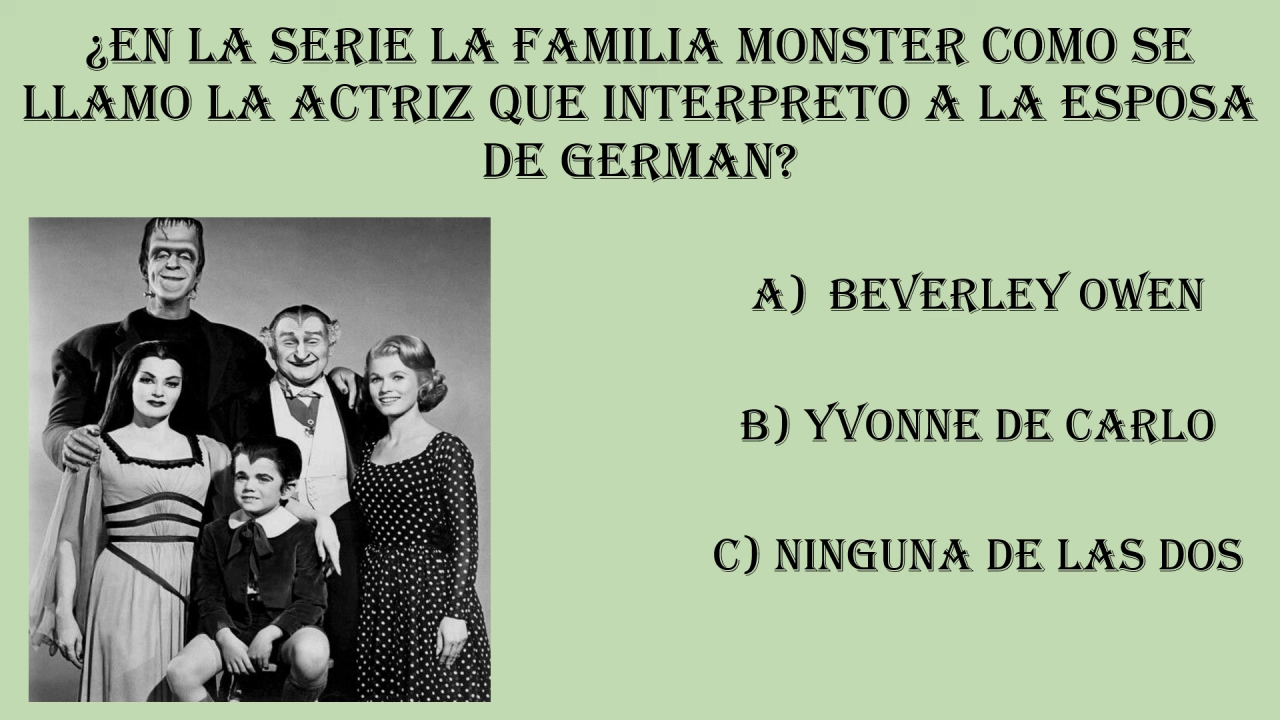 ¿EN LA SERIE LA FAMILIA MONSTER COMO SE
LLAMO LA ACTRIZ QUE INTERPRETO A LA ESPOSA
DE GERMAN?
A) BEVERLEY OWEN
B) YVONNE DE CARLO
C) NINGUNA DE LAS DOS